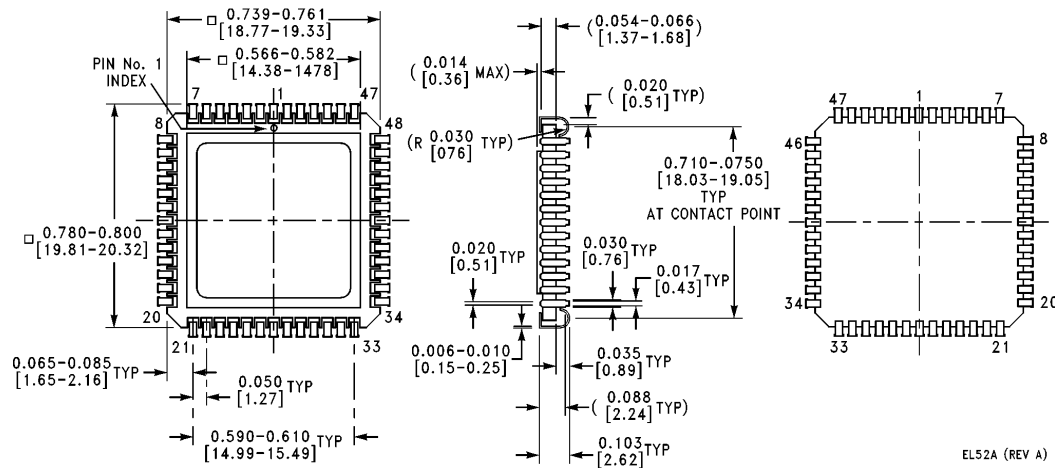 □ 0.739–0.761
[18.77–19.33]
□ 0.566–0.582
[14.38–1478]
PIN No. 1
INDEX
7
1
47
8
48
□ 0.780–0.800
[19.81–20.32]
20
34
21
33
0.065–0.085
[1.65–2.16] TYP
0.050
[1.27] TYP
0.590–0.610
[14.99–15.49] TYP
(0.054–0.066
[1.37–1.68])
(0.014
[0.36] MAX)
(0.020
[0.51] TYP)
(R 0.030
[076] TYP)
0.710–.0750
[18.03–19.05]
TYP
AT CONTACT POINT
0.020
[0.51] TYP
0.030
[0.76] TYP
0.017
[0.43] TYP
0.006–0.010
[0.15–0.25]
0.035
[0.89] TYP
(0.088
[2.24] TYP)
0.103
[2.62] TYP
47
1
7
46
8
34
20
33
21
EL52A (REV A)